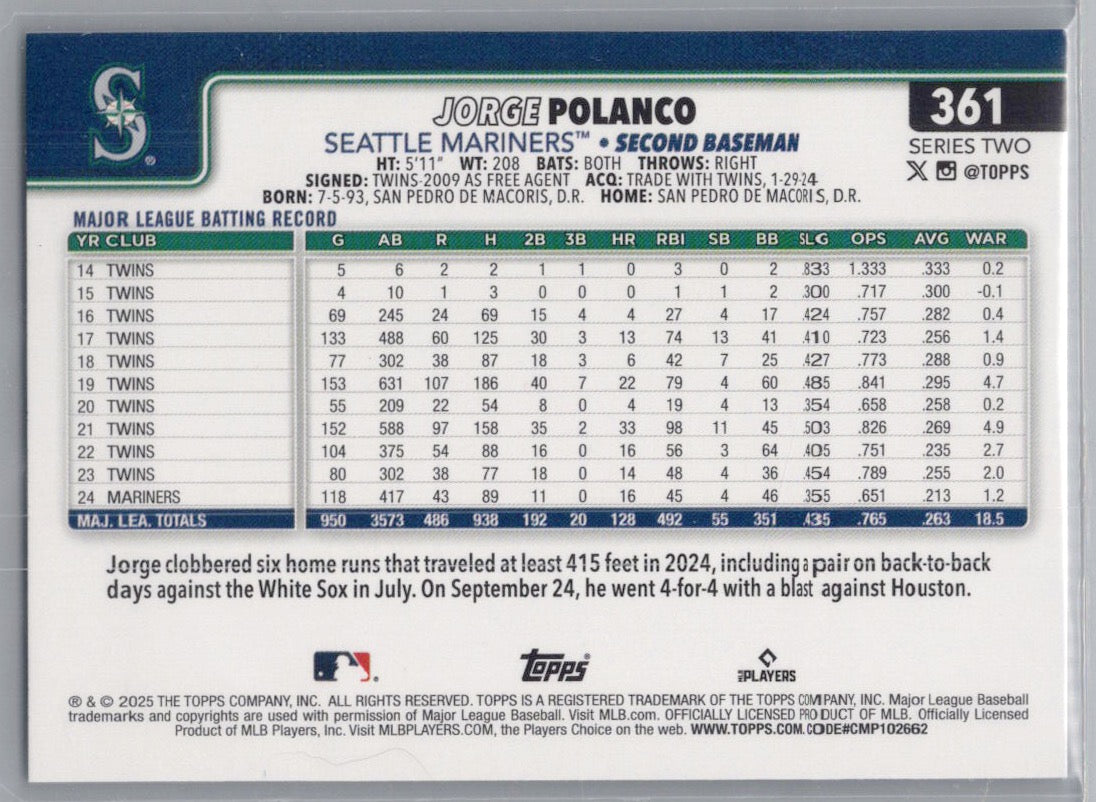 S®
JORGE POLANCO
361
SEATTLE MARINERS™ • SECOND BASEMAN
SERIES TWO
HT: 5'11" WT: 208 BATS: BOTH THROWS: RIGHT
@TOPPS
SIGNED: TWINS-2009 AS FREE AGENT ACQ: TRADE WITH TWINS, 1-29-24
BORN: 7-5-93, SAN PEDRO DE MACORIS, D.R. HOME: SAN PEDRO DE MACORIS, D.R.
MAJOR LEAGUE BATTING RECORD
YR CLUB G AB R H 2B 3B HR RBI SB BB SLG OPS AVG WAR
14 TWINS 5 6 2 2 1 1 0 3 0 2 .833 1.333 .333 0.2
15 TWINS 4 10 1 3 0 0 0 1 1 2 .300 .717 .300 -0.1
16 TWINS 69 245 24 69 15 4 4 27 4 17 .424 .757 .282 0.4
17 TWINS 133 488 60 125 30 3 13 74 13 41 .410 .723 .256 1.4
18 TWINS 77 302 38 87 18 3 6 42 7 25 .427 .773 .288 0.9
19 TWINS 153 631 107 186 40 7 22 79 4 60 .485 .841 .295 4.7
20 TWINS 55 209 22 54 8 0 4 19 4 13 .354 .658 .258 0.2
21 TWINS 152 588 97 158 35 2 33 98 11 45 .503 .826 .269 4.9
22 TWINS 104 375 54 88 16 0 16 56 3 64 .405 .751 .235 2.7
23 TWINS 80 302 38 77 18 0 14 48 4 36 .454 .789 .255 2.0
24 MARINERS 118 417 43 89 11 0 16 45 4 46 .355 .651 .213 1.2
MAJ. LEA. TOTALS 950 3573 486 938 192 20 128 492 55 351 .435 .765 .263 18.5
Jorge clobbered six home runs that traveled at least 415 feet in 2024, including a pair on back-to-back
days against the White Sox in July. On September 24, he went 4-for-4 with a blast against Houston.
Topps®
MLB PLAYERS
® & © 2025 THE TOPPS COMPANY, INC. ALL RIGHTS RESERVED. TOPPS IS A REGISTERED TRADEMARK OF THE TOPPS COMPANY, INC. Major League Baseball
trademarks and copyrights are used with permission of Major League Baseball. Visit MLB.com. OFFICIALLY LICENSED PRODUCT OF MLB. Officially Licensed
Product of MLB Players, Inc. Visit MLBPLAYERS.COM, the Players Choice on the web. WWW.TOPPS.COM. CODE#CMP102662